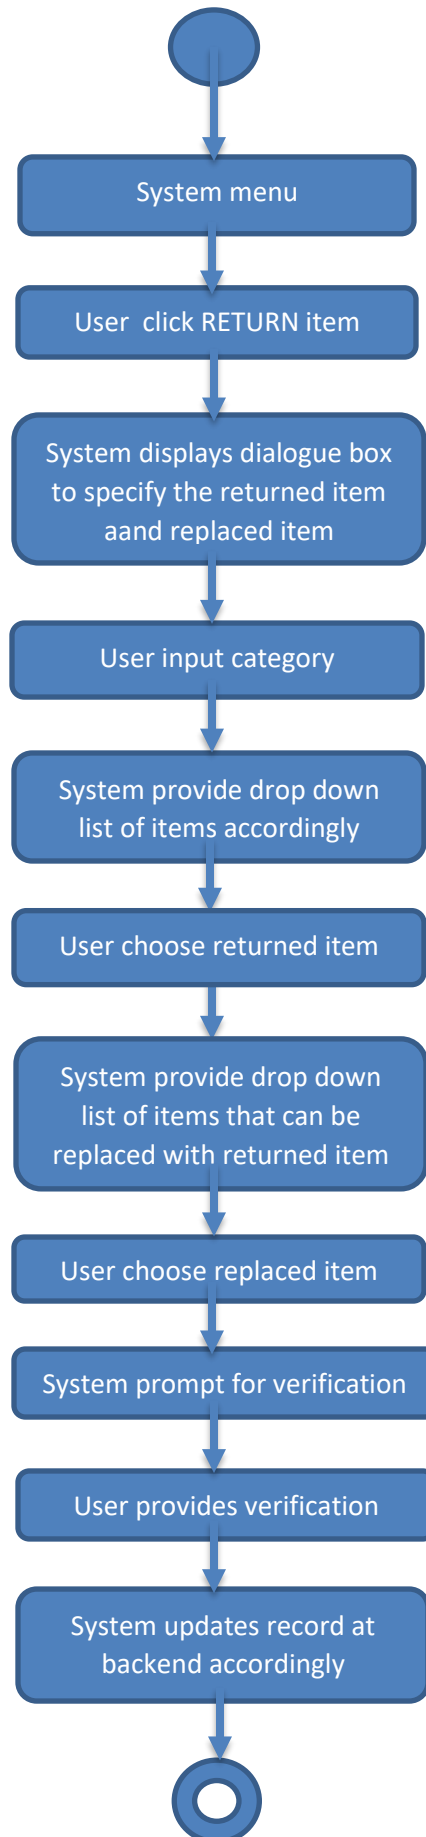 System menu
User click RETURN item
System displays dialogue box
to specify the returned item
aand replaced item
User input category
System provide drop down
list of items accordingly
User choose returned item
System provide drop down
list of items that can be
replaced with returned item
User choose replaced item
System prompt for verification
User provides verification
System updates record at
backend accordingly